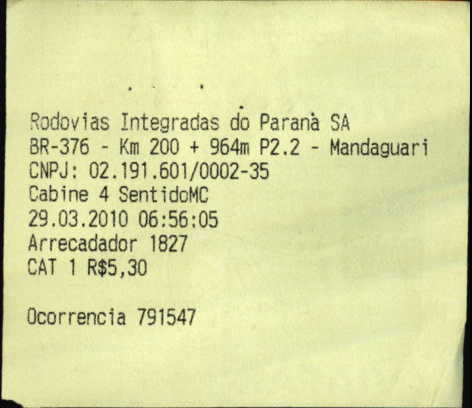 Rodovias Integradas do Paranà SA
BR-376 - Km 200 + 964m P2.2 - Mandaguari
CNPJ: 02.191.601/0002-35
Cabine 4 SentidoMC
29.03.2010 06:56:05
Arrecadador 1827
CAT 1 R$5,30
Ocorrencia 791547